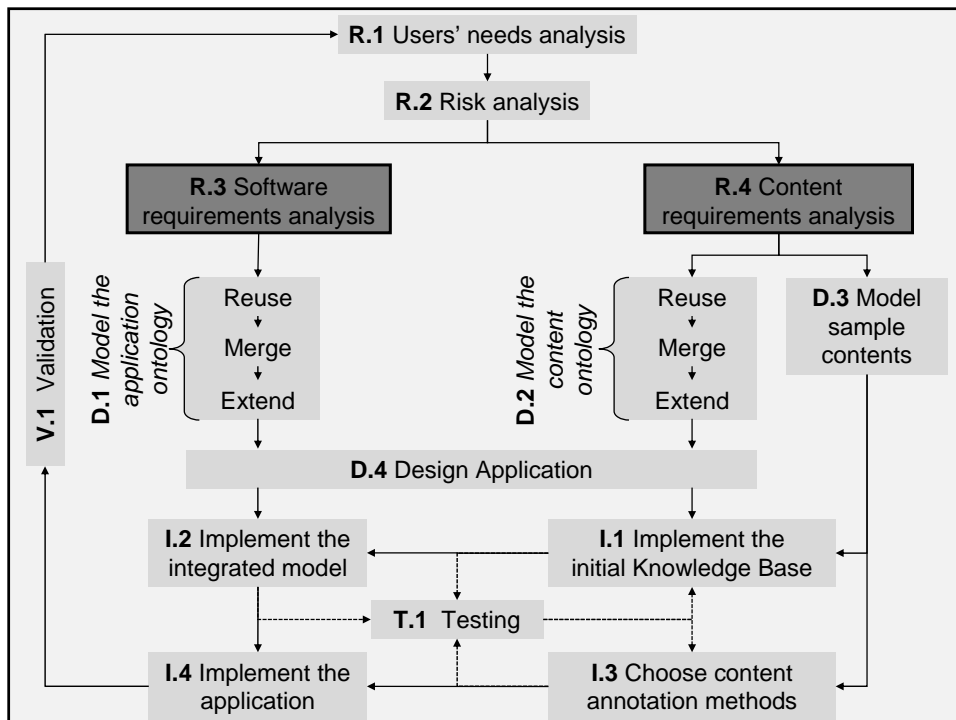 R.1 Users' needs analysis
R.2 Risk analysis
R.3 Software
requirements analysis
R.4 Content
requirements analysis
V.1 Validation
D.1 Model the
application
ontology
Reuse
Merge
Extend
D.2 Model the
content
ontology
Reuse
Merge
Extend
D.3 Model
sample
contents
D.4 Design Application
I.2 Implement the
integrated model
I.1 Implement the
initial Knowledge Base
T.1 Testing
I.4 Implement the
application
I.3 Choose content
annotation methods